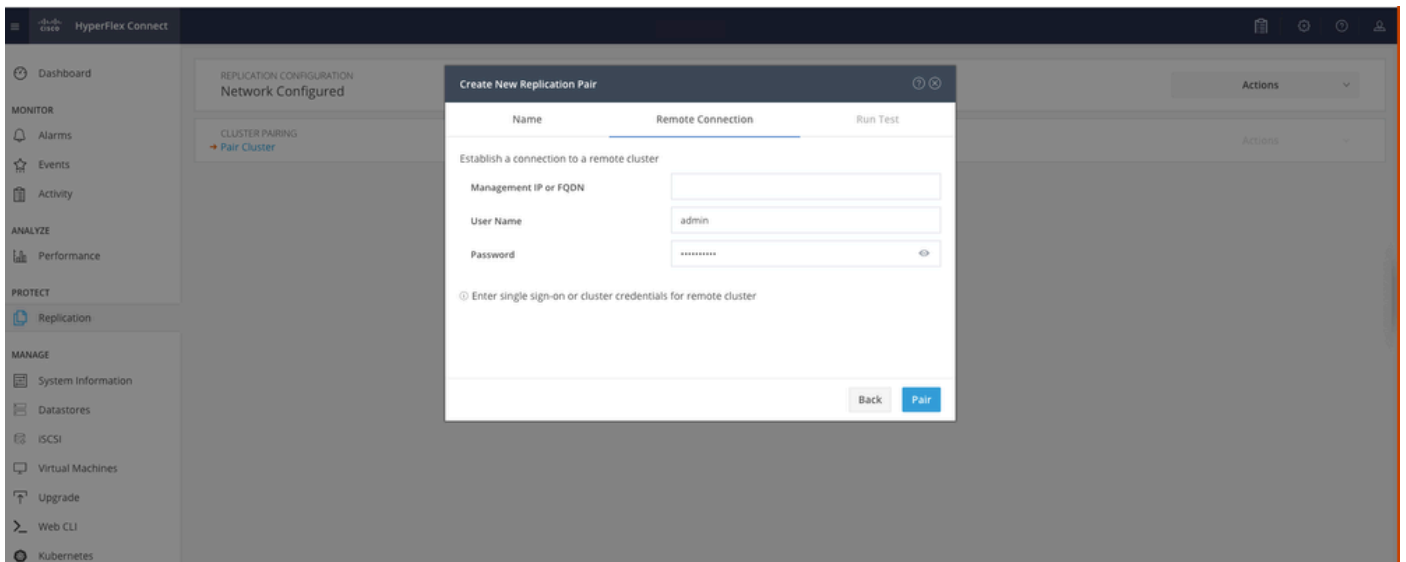 cisco HyperFlex Connect
Dashboard
MONITOR
Alarms
Events
Activity
ANALYZE
Performance
PROTECT
Replication
MANAGE
System Information
Datastores
iSCSI
Virtual Machines
Upgrade
Web CLI
Kubernetes
REPLICATION CONFIGURATION
Network Configured
Actions
CLUSTER PAIRING
Pair Cluster
Actions
Create New Replication Pair
Name Remote Connection Run Test
Establish a connection to a remote cluster
Management IP or FQDN
User Name admin
Password ••••••••••
Enter single sign-on or cluster credentials for remote cluster
Back Pair